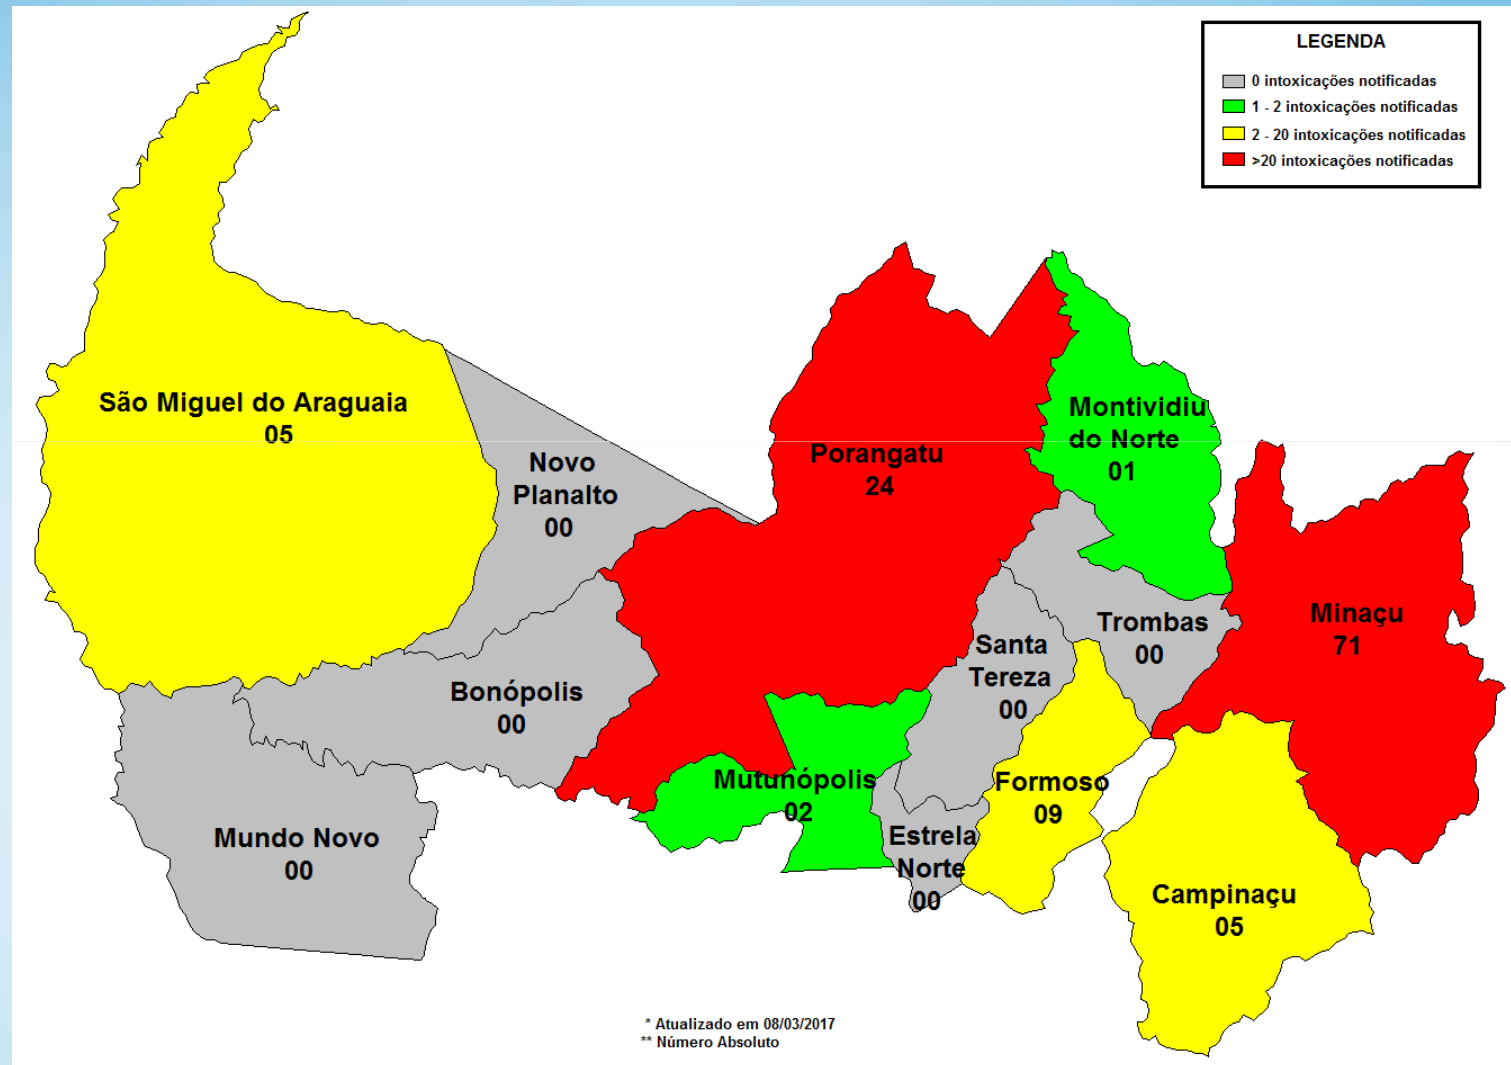 LEGENDA
0 intoxicações notificadas
1 - 2 intoxicações notificadas
2 - 20 intoxicações notificadas
>20 intoxicações notificadas
São Miguel do Araguaia
05
Novo
Planalto
00
Porangatu
24
Montividiu
do Norte
01
Minaçu
71
Trombas
00
Santa
Tereza
00
Bonópolis
00
Mutunópolis
02
Formoso
09
Estrela
Norte
00
Mundo Novo
00
Campinaçu
05
* Atualizado em 08/03/2017
** Número Absoluto